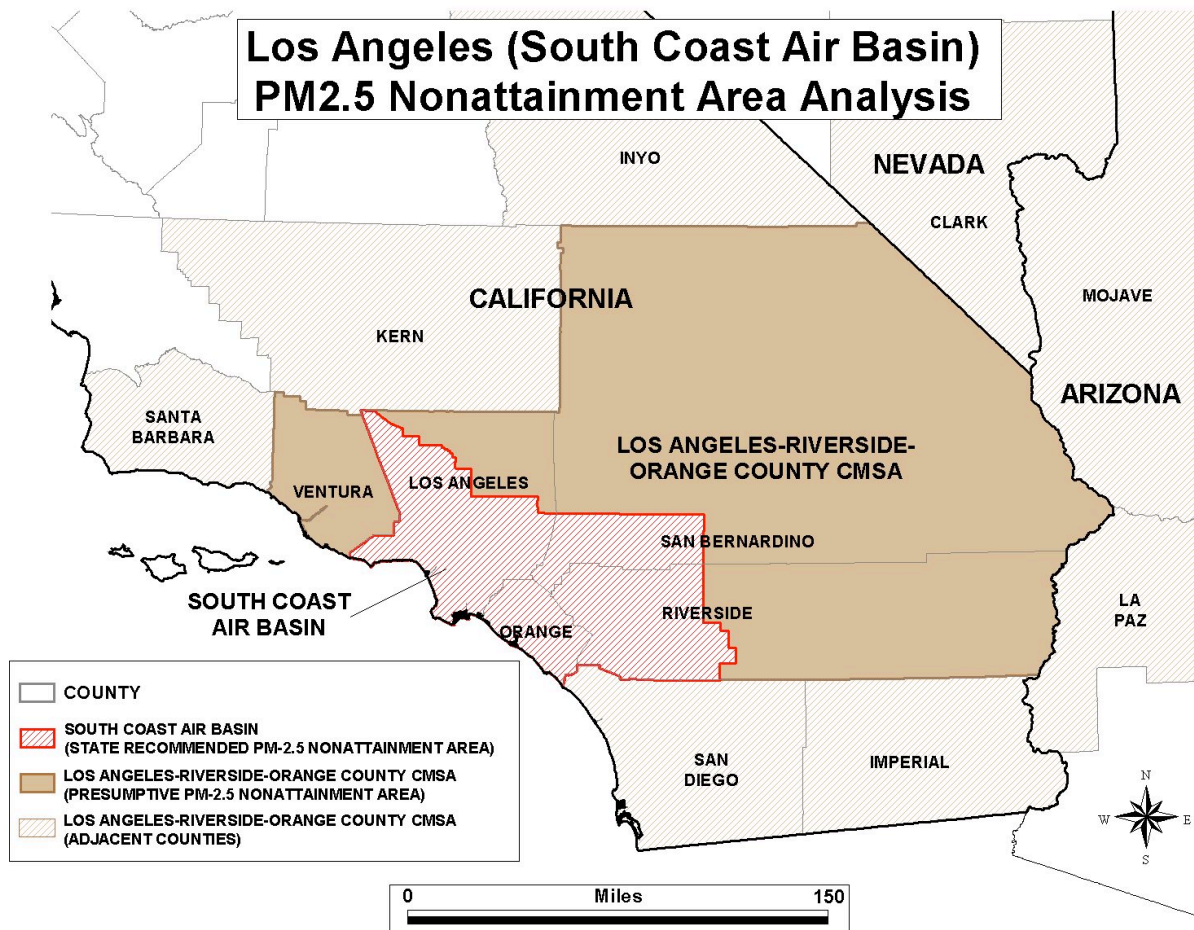 Los Angeles (South Coast Air Basin)
PM2.5 Nonattainment Area Analysis
INYO
NEVADA
CLARK
CALIFORNIA
MOJAVE
KERN
ARIZONA
SANTA
BARBARA
LOS ANGELES-RIVERSIDE-
ORANGE COUNTY CMSA
VENTURA
LOS ANGELES
SAN BERNARDINO
SOUTH COAST
AIR BASIN
ORANGE
RIVERSIDE
LA
PAZ
COUNTY
SOUTH COAST AIR BASIN
(STATE RECOMMENDED PM-2.5 NONATTAINMENT AREA)
LOS ANGELES-RIVERSIDE-ORANGE COUNTY CMSA
(PRESUMPTIVE PM-2.5 NONATTAINMENT AREA)
LOS ANGELES-RIVERSIDE-ORANGE COUNTY CMSA
(ADJACENT COUNTIES)
SAN
DIEGO
IMPERIAL
N
W E
S
0 Miles 150